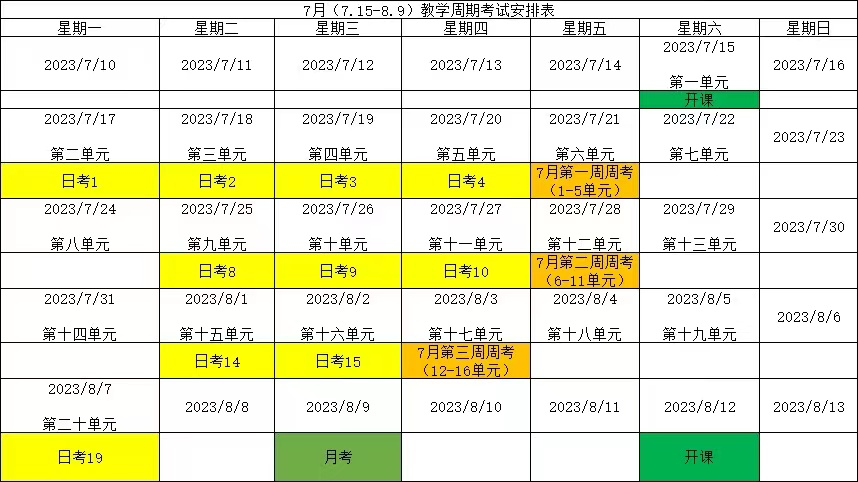 7月（7.15-8.9）教学周期考试安排表
星期一 星期二 星期三 星期四 星期五 星期六 星期日
2023/7/10 2023/7/11 2023/7/12 2023/7/13 2023/7/14 2023/7/15 2023/7/16
第一单元
开课
2023/7/17 2023/7/18 2023/7/19 2023/7/20 2023/7/21 2023/7/22 2023/7/23
第二单元 第三单元 第四单元 第五单元 第六单元 第七单元
日考1 日考2 日考3 日考4 7月第一周周考
（1-5单元）
2023/7/24 2023/7/25 2023/7/26 2023/7/27 2023/7/28 2023/7/29 2023/7/30
第八单元 第九单元 第十单元 第十一单元 第十二单元 第十三单元
日考8 日考9 日考10 7月第二周周考
（6-11单元）
2023/7/31 2023/8/1 2023/8/2 2023/8/3 2023/8/4 2023/8/5 2023/8/6
第十四单元 第十五单元 第十六单元 第十七单元 第十八单元 第十九单元
日考14 日考15 7月第三周周考
（12-16单元）
2023/8/7 2023/8/8 2023/8/9 2023/8/10 2023/8/11 2023/8/12 2023/8/13
第二十单元
日考19 月考 开课